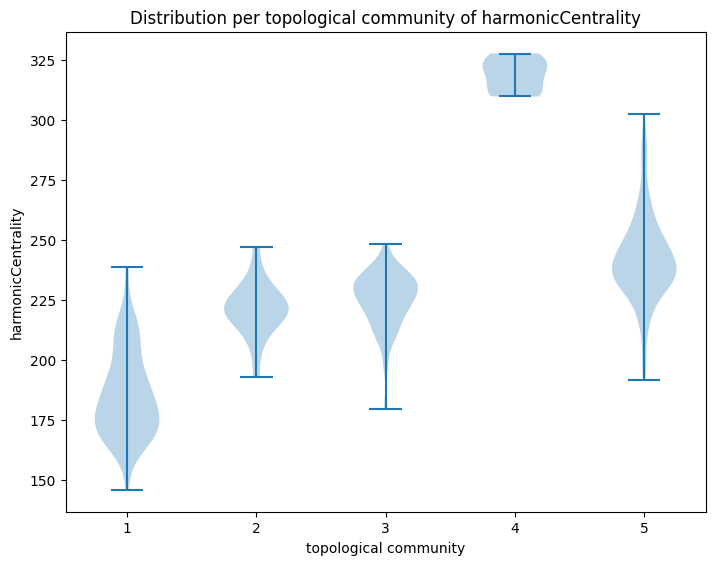 Distribution per topological community of harmonicCentrality
325
300
275
250
225
200
175
150
harmonicCentrality
1 2 3 4 5
topological community